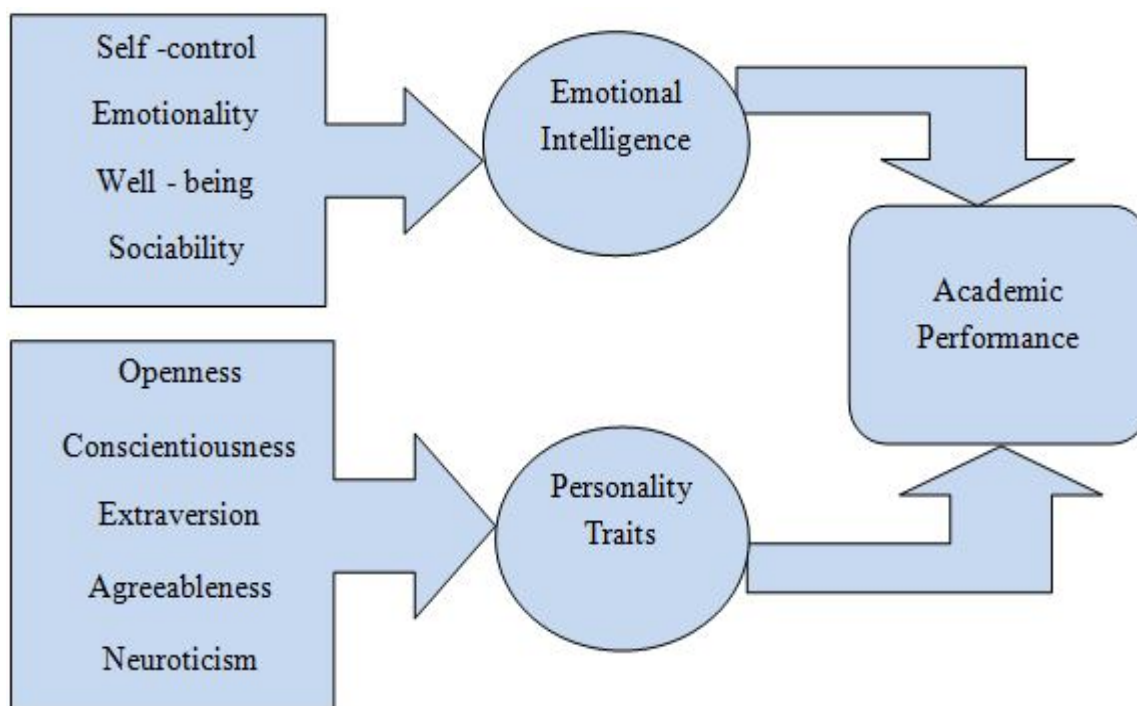 Self -control
Emotionality
Well - being
Sociability
Emotional
Intelligence
Academic
Performance
Openness
Conscientiousness
Extraversion
Agreeableness
Neuroticism
Personality
Traits